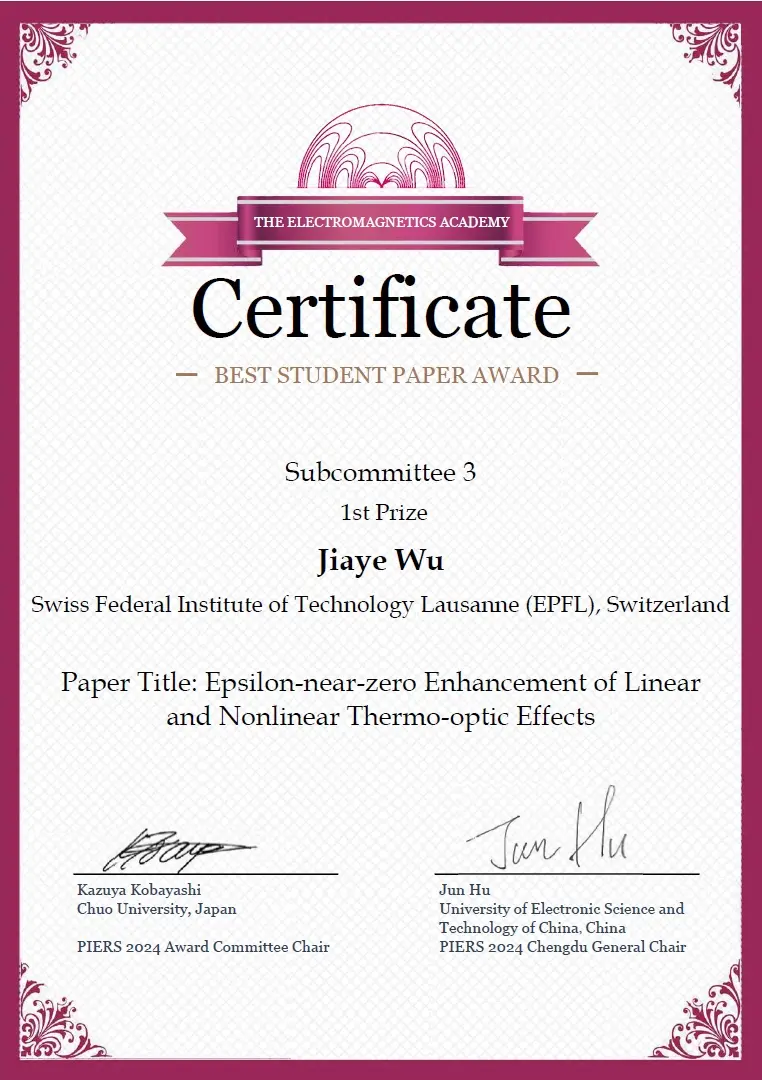 THE ELECTROMAGNETICS ACADEMY
Certificate
BEST STUDENT PAPER AWARD
Subcommittee 3
1st Prize
Jiaye Wu
Swiss Federal Institute of Technology Lausanne (EPFL), Switzerland
Paper Title: Epsilon-near-zero Enhancement of Linear
and Nonlinear Thermo-optic Effects
Jun Hu
Kazuya Kobayashi
Chuo University, Japan
PIERS 2024 Award Committee Chair
Jun Hu
University of Electronic Science and
Technology of China, China
PIERS 2024 Chengdu General Chair